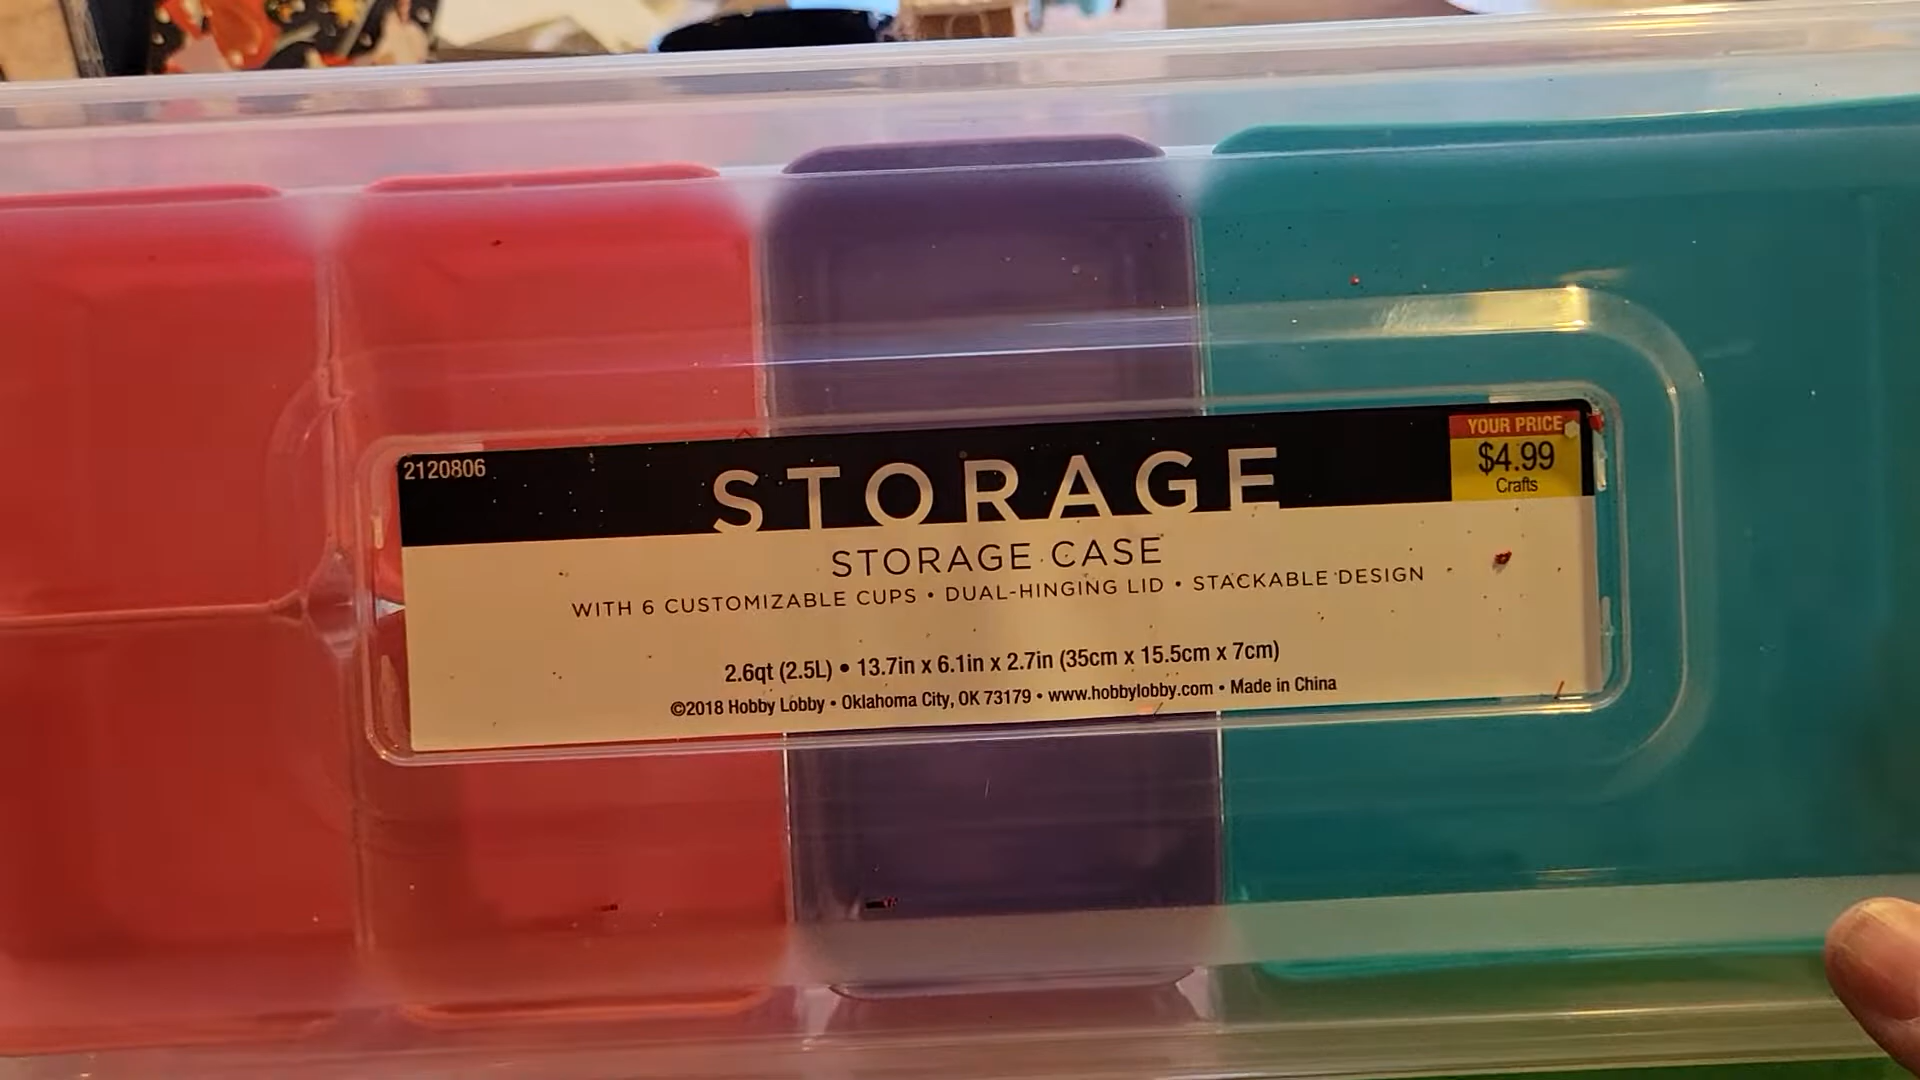 2120806
STORAGE
YOUR PRICE
$4.99
Crafts
STORAGE CASE
WITH 6 CUSTOMIZABLE CUPS • DUAL-HINGING LID • STACKABLE DESIGN
2.6qt (2.5L) • 13.7in x 6.1in x 2.7in (35cm x 15.5cm x 7cm)
©2018 Hobby Lobby • Oklahoma City, OK 73179 • www.hobbylobby.com • Made in China